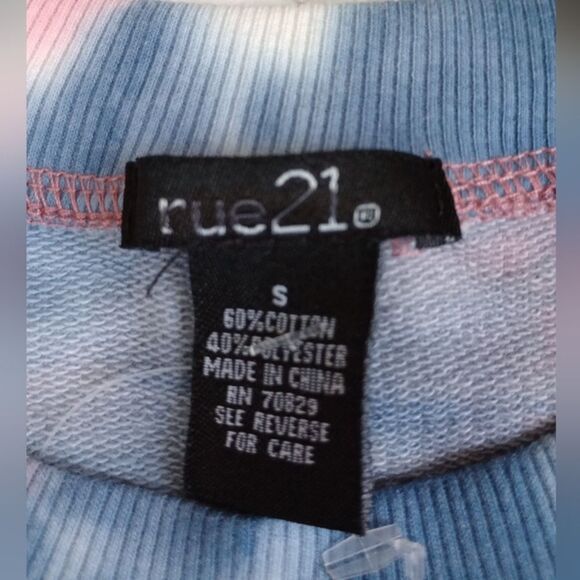 rue21
S
60%COTTON
40%POLYESTER
MADE IN CHINA
RN 70829
SEE REVERSE
FOR CARE